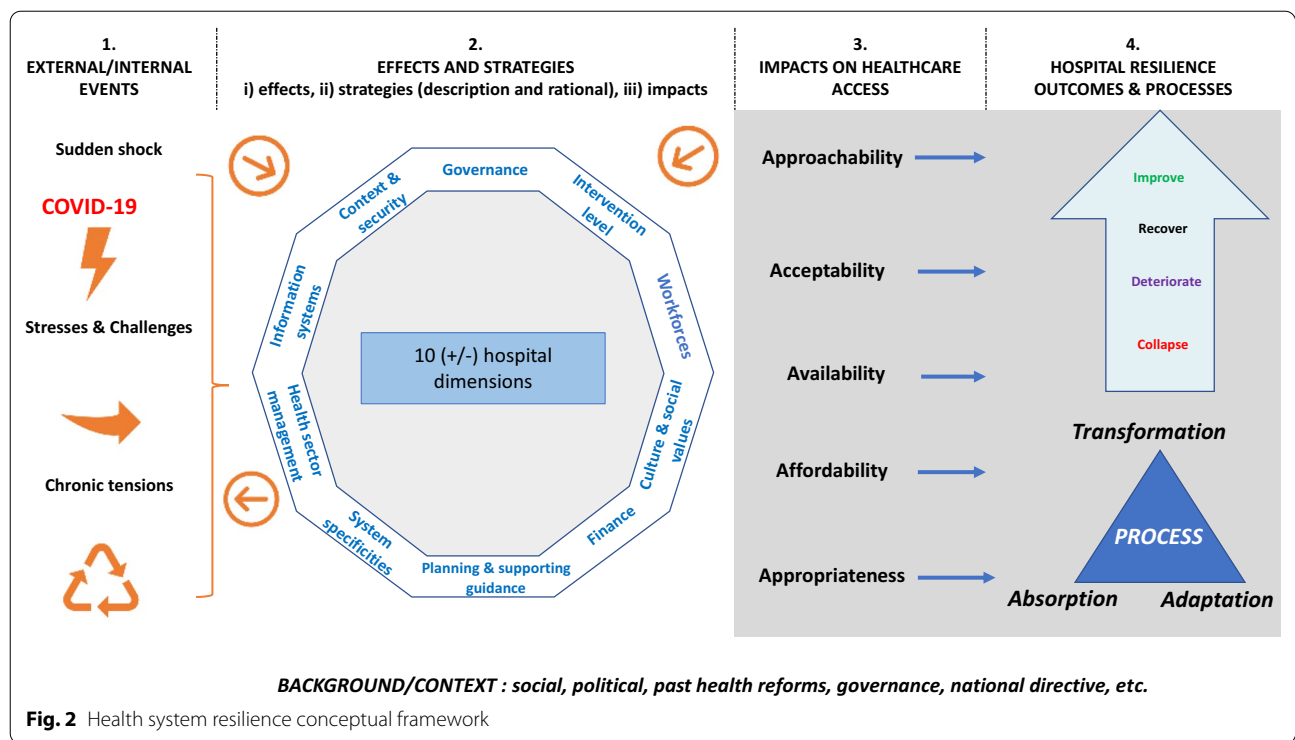 1.
EXTERNAL/INTERNAL
EVENTS
2.
EFFECTS AND STRATEGIES
i) effects, ii) strategies (description and rational), iii) impacts
3.
IMPACTS ON HEALTHCARE
ACCESS
4.
HOSPITAL RESILIENCE
OUTCOMES & PROCESSES
Sudden shock
COVID-19
Stresses & Challenges
Chronic tensions
Governance
Intervention
level
Workforces
Culture & social
values
Finance
Planning & supporting
guidance
System
specificities
Health sector
management
Information
systems
Context &
security
10 (+/-) hospital
dimensions
Approachability
Acceptability
Availability
Affordability
Appropriateness
Improve
Recover
Deteriorate
Collapse
Transformation
PROCESS
Absorption
Adaptation
BACKGROUND/CONTEXT : social, political, past health reforms, governance, national directive, etc.
Fig. 2 Health system resilience conceptual framework